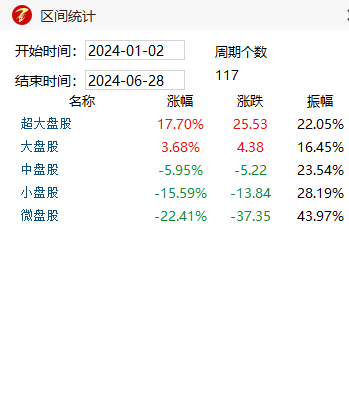 区间统计
开始时间： 2024-01-02 周期个数
结束时间： 2024-06-28 117
名称 涨幅 涨跌 振幅
超大盘股 17.70% 25.53 22.05%
大盘股 3.68% 4.38 16.45%
中盘股 -5.95% -5.22 23.54%
小盘股 -15.59% -13.84 28.19%
微盘股 -22.41% -37.35 43.97%